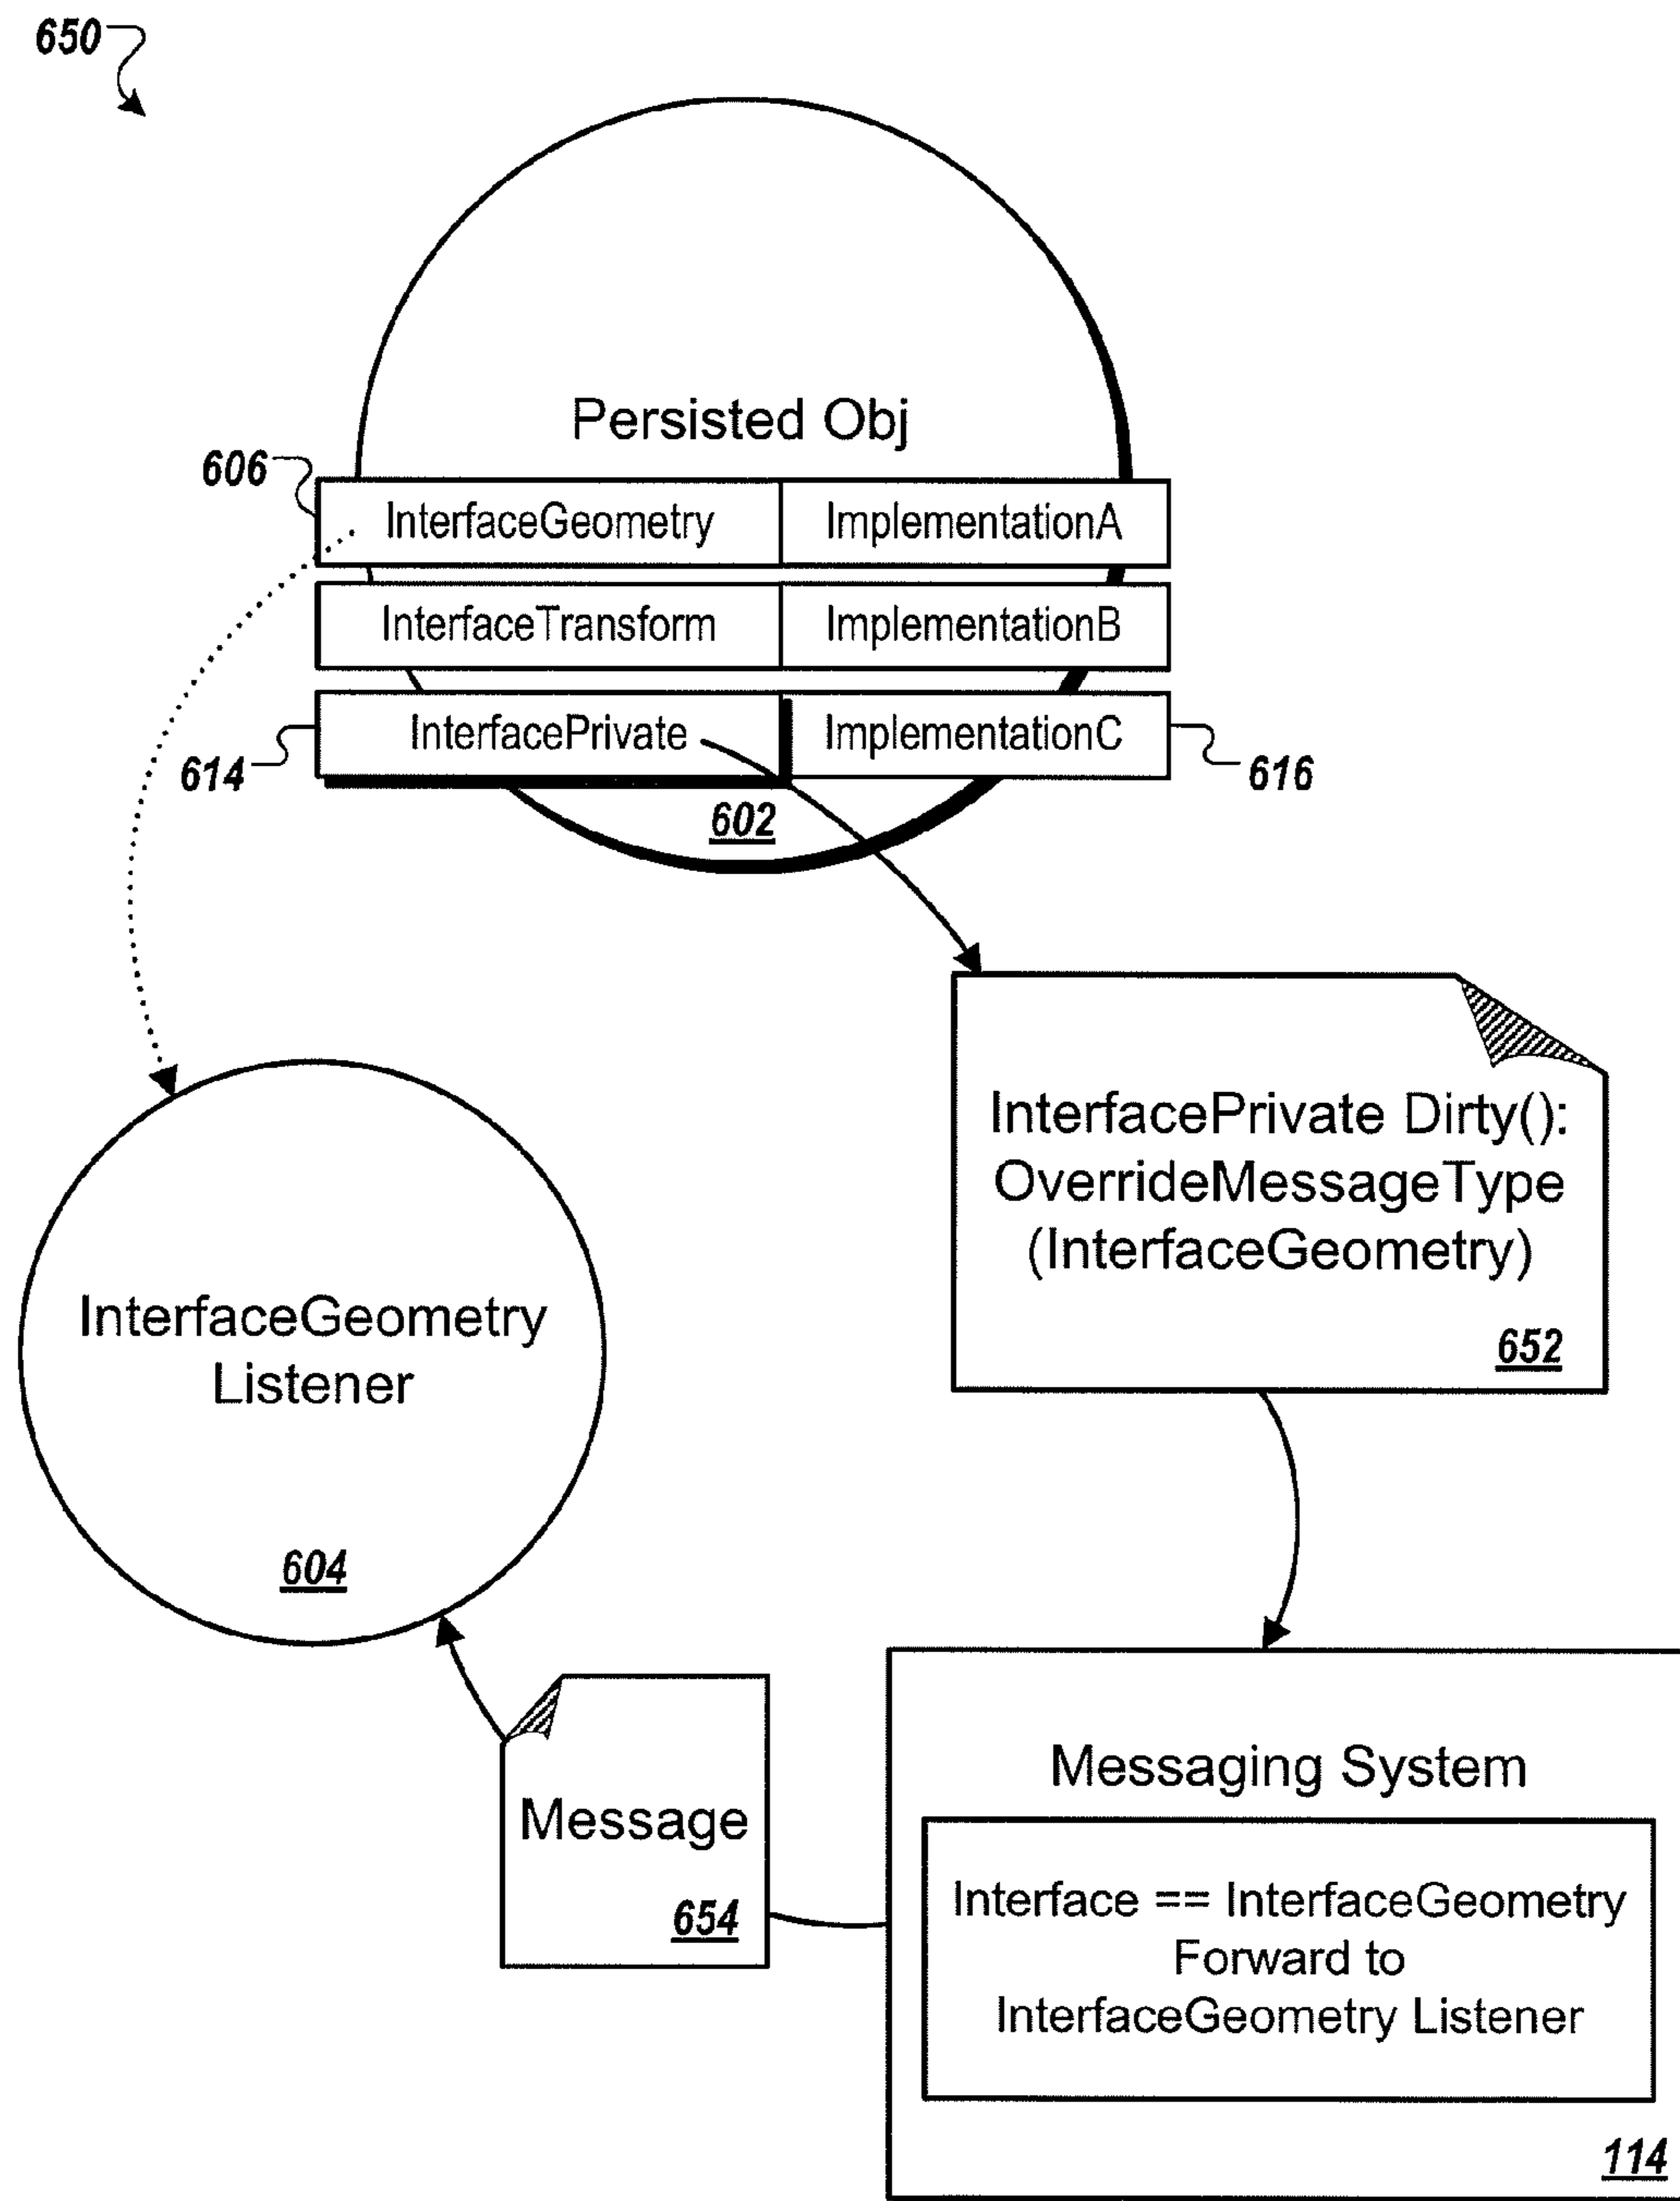 650
Persisted Obj
606
InterfaceGeometry
ImplementationA
InterfaceTransform
ImplementationB
InterfacePrivate
ImplementationC
614
616
602
InterfacePrivate Dirty():
OverrideMessageType
(InterfaceGeometry)
652
InterfaceGeometry
Listener
604
Message
654
Messaging System
Interface == InterfaceGeometry
Forward to
InterfaceGeometry Listener
114